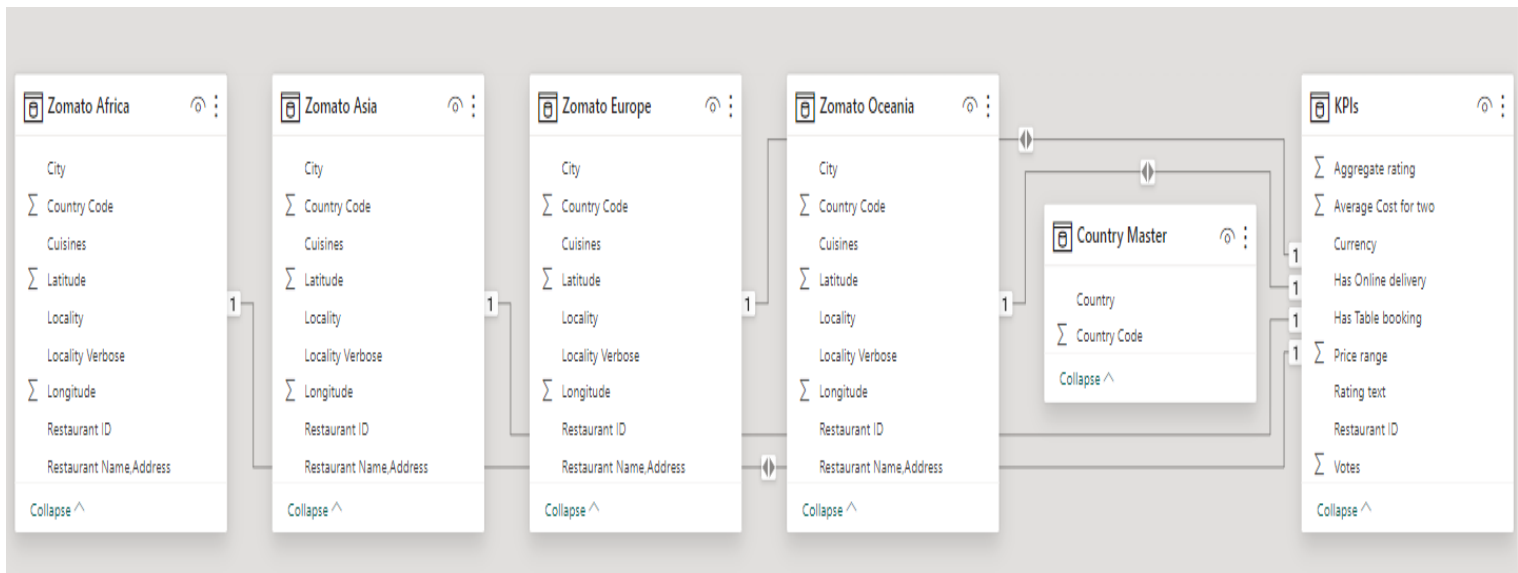 Zomato Africa
City
Country Code
Cuisines
Latitude
Locality
Locality Verbose
Longitude
Restaurant ID
Restaurant Name,Address
Collapse
1
Zomato Asia
City
Country Code
Cuisines
Latitude
Locality
Locality Verbose
Longitude
Restaurant ID
Restaurant Name,Address
Collapse
1
Zomato Europe
City
Country Code
Cuisines
Latitude
Locality
Locality Verbose
Longitude
Restaurant ID
Restaurant Name,Address
Collapse
1
Zomato Oceania
City
Country Code
Cuisines
Latitude
Locality
Locality Verbose
Longitude
Restaurant ID
Restaurant Name,Address
Collapse
1
Country Master
Country
Country Code
Collapse
1
1
1
1
KPIs
Aggregate rating
Average Cost for two
Currency
Has Online delivery
Has Table booking
Price range
Rating text
Restaurant ID
Votes
Collapse